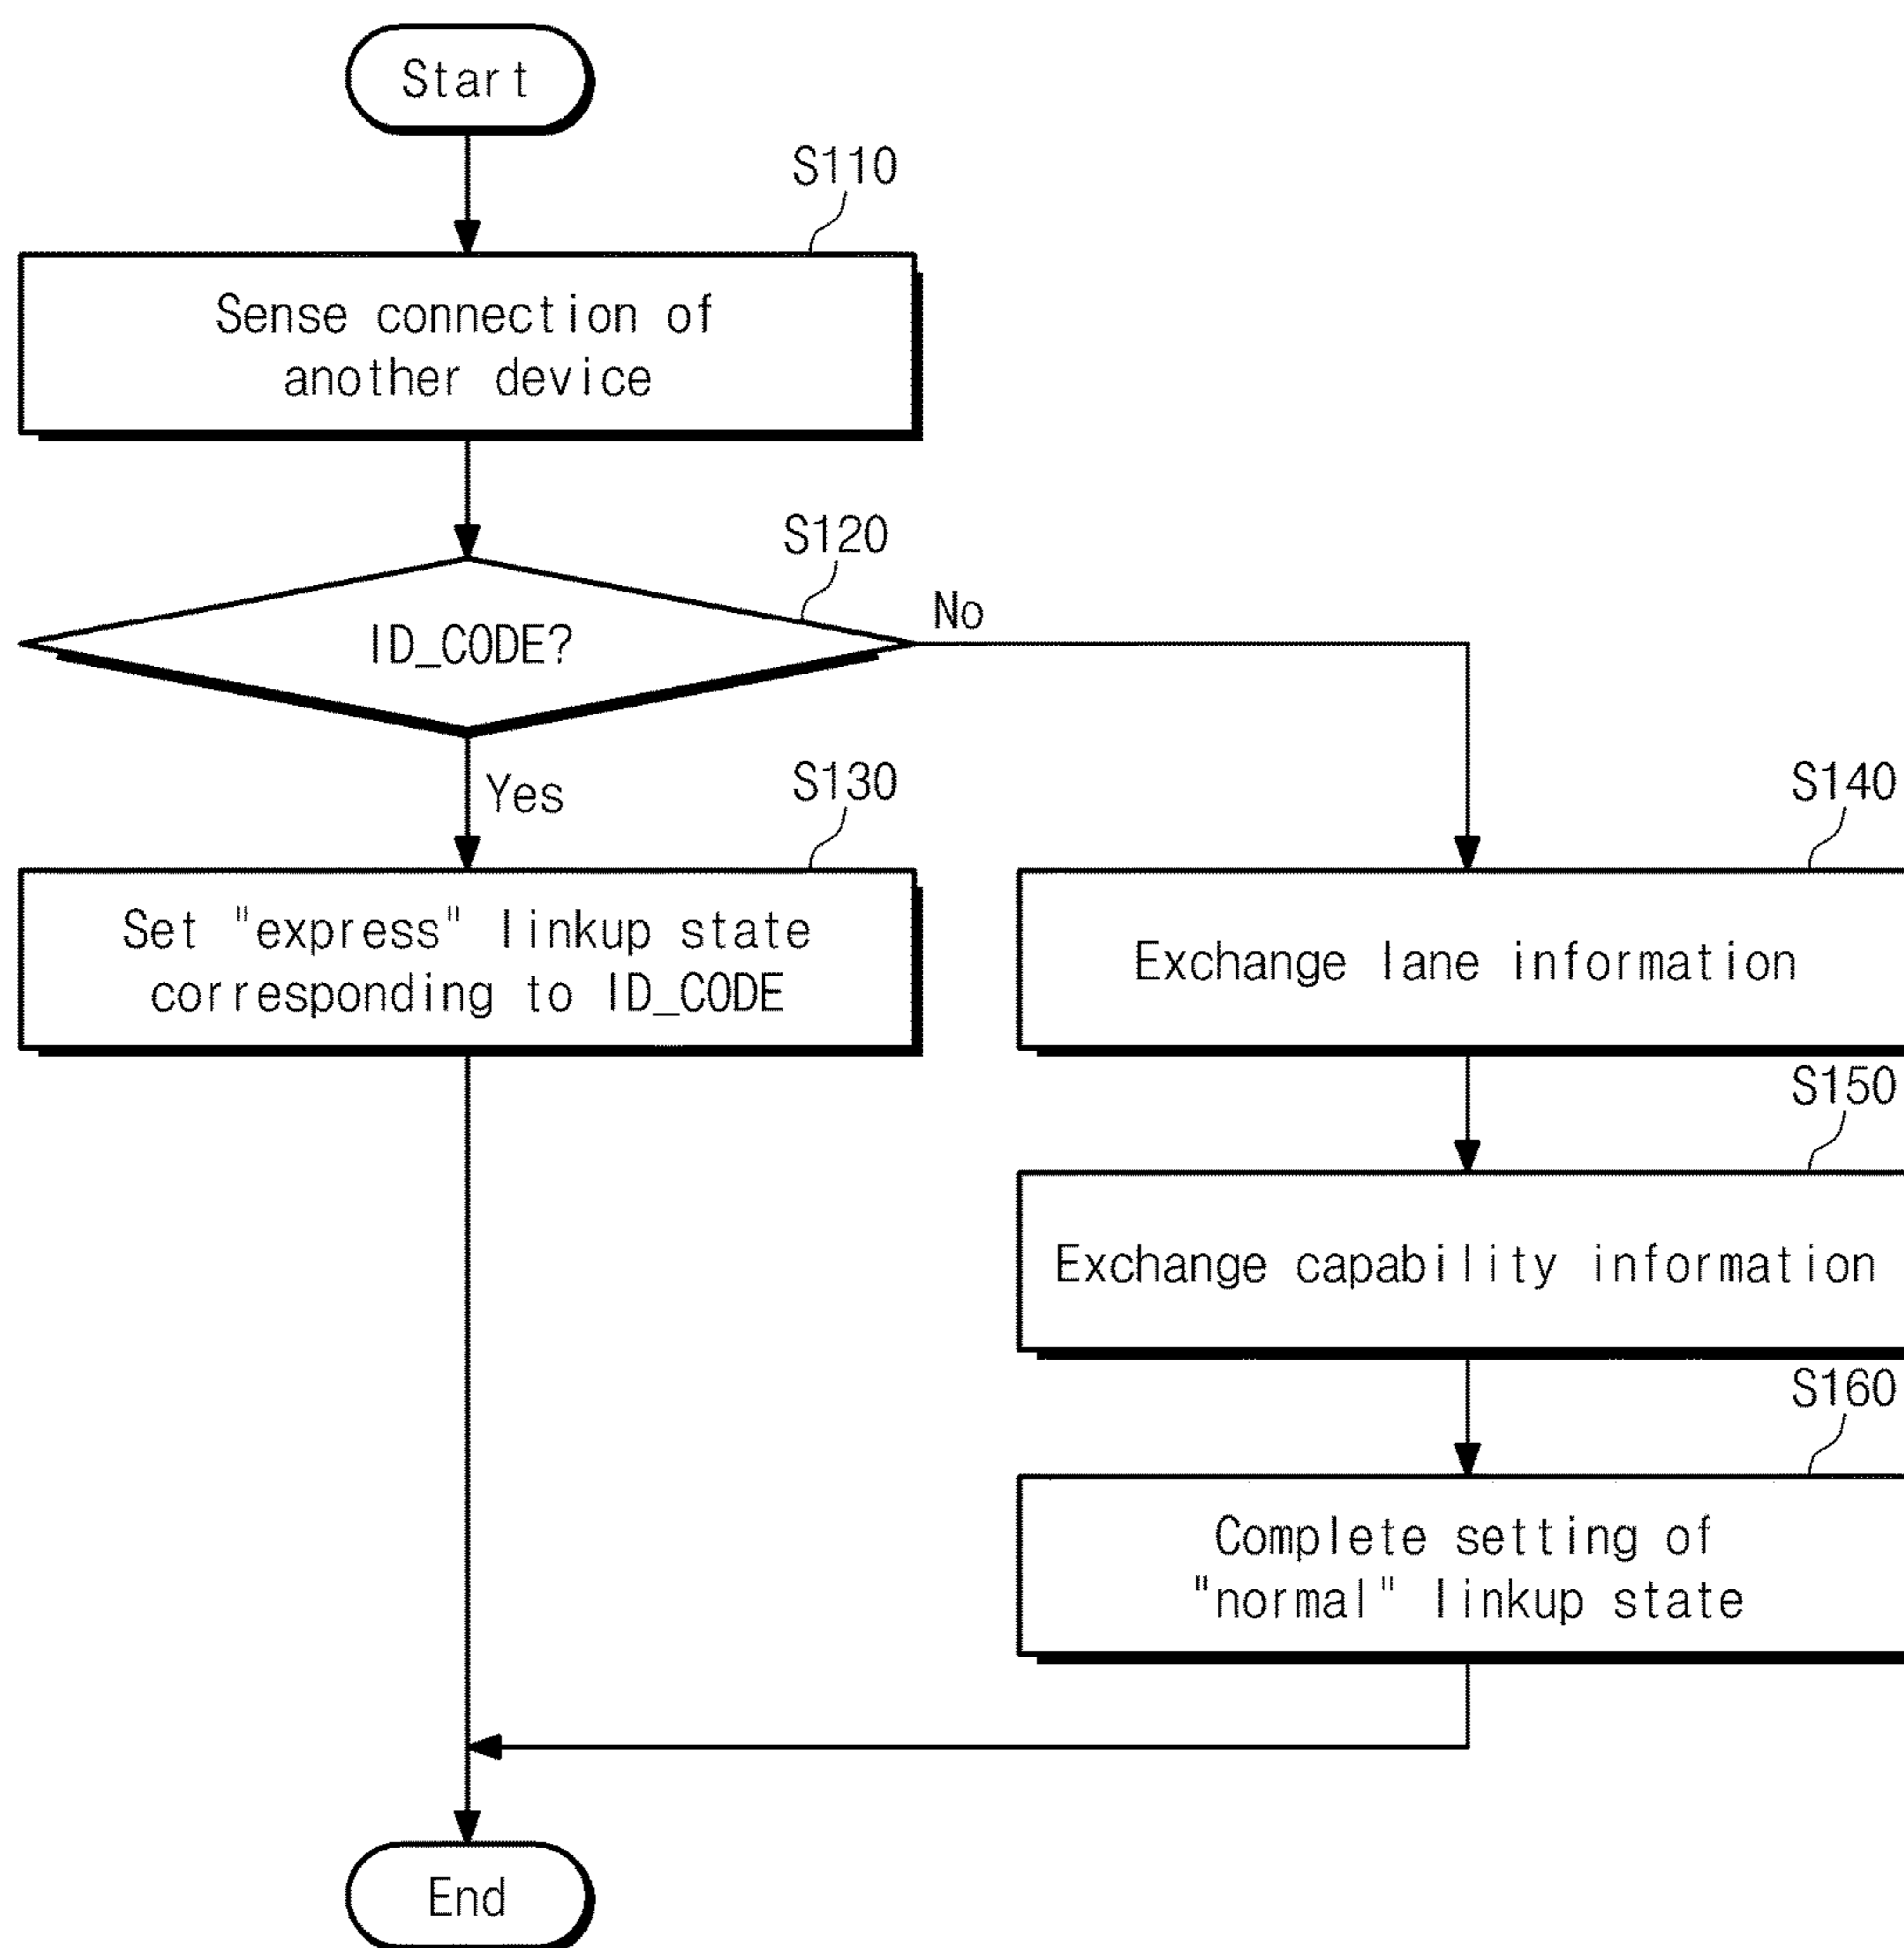 Start
S110
Sense connection of
another device
S120
ID_CODE?
No
Yes
S130
Set "express" linkup state
corresponding to ID_CODE
S140
Exchange lane information
S150
Exchange capability information
S160
Complete setting of
"normal" linkup state
End